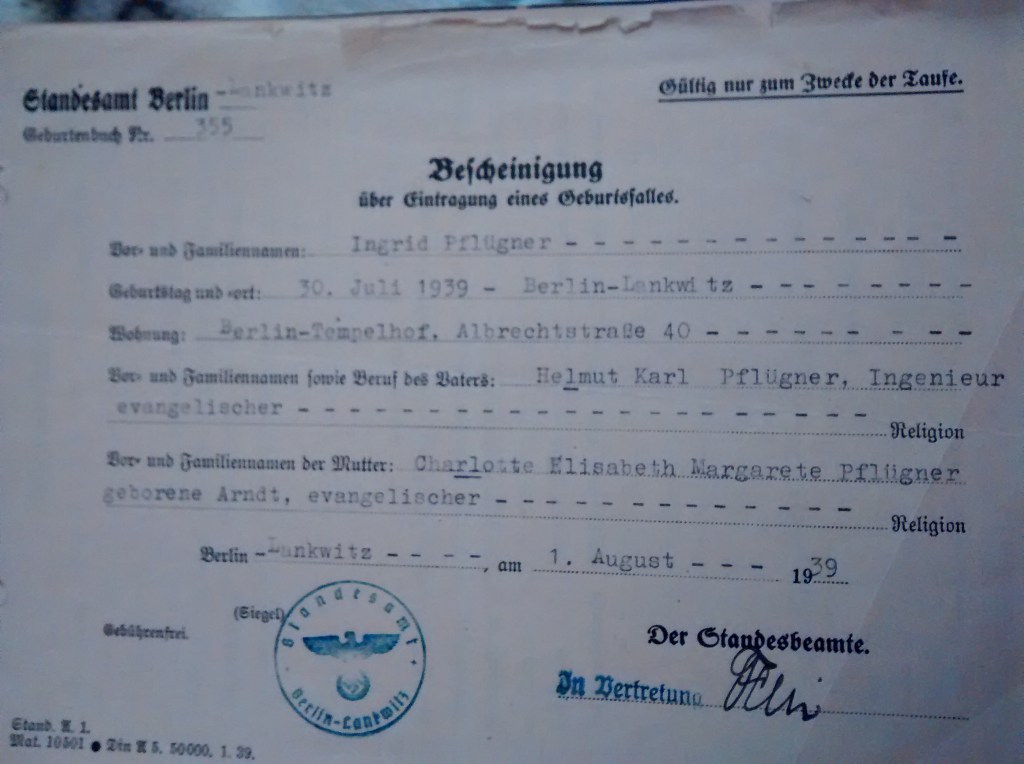 Standesamt Berlin -Lankwitz
Gültig nur zum Zwecke der Taufe.
Geburtenbuch Nr. 355
Bescheinigung
über Eintragung eines Geburtsfalles.
Vor- und Familiennamen: Ingrid Pflügner - - - - - - - - - - - - - -
Geburtstag und -ort: 30. Juli 1939 - Berlin-Lankwitz - - - - - - - - -
Wohnung: Berlin-Tempelhof, Albrechtstraße 40 - - - - - - - - - -
Vor- und Familiennamen sowie Beruf des Vaters: Helmut Karl Pflügner, Ingenieur
evangelischer - - - - - - - - - - - - - - - - - - - - -
Religion
Vor- und Familiennamen der Mutter: Charlotte Elisabeth Margarete Pflügner
geborene Arndt, evangelischer - - - - - - - - - - - - - -
Religion
Berlin -Lankwitz - - - -, am 1. August - - - 1939
(Siegel)
Standesamt
Berlin-Lankwitz
Gebührenfrei.
Der Standesbeamte.
In Vertretung
Stand. A. 1.
Mat. 10501 ● Din A 5. 50000. 1. 39.